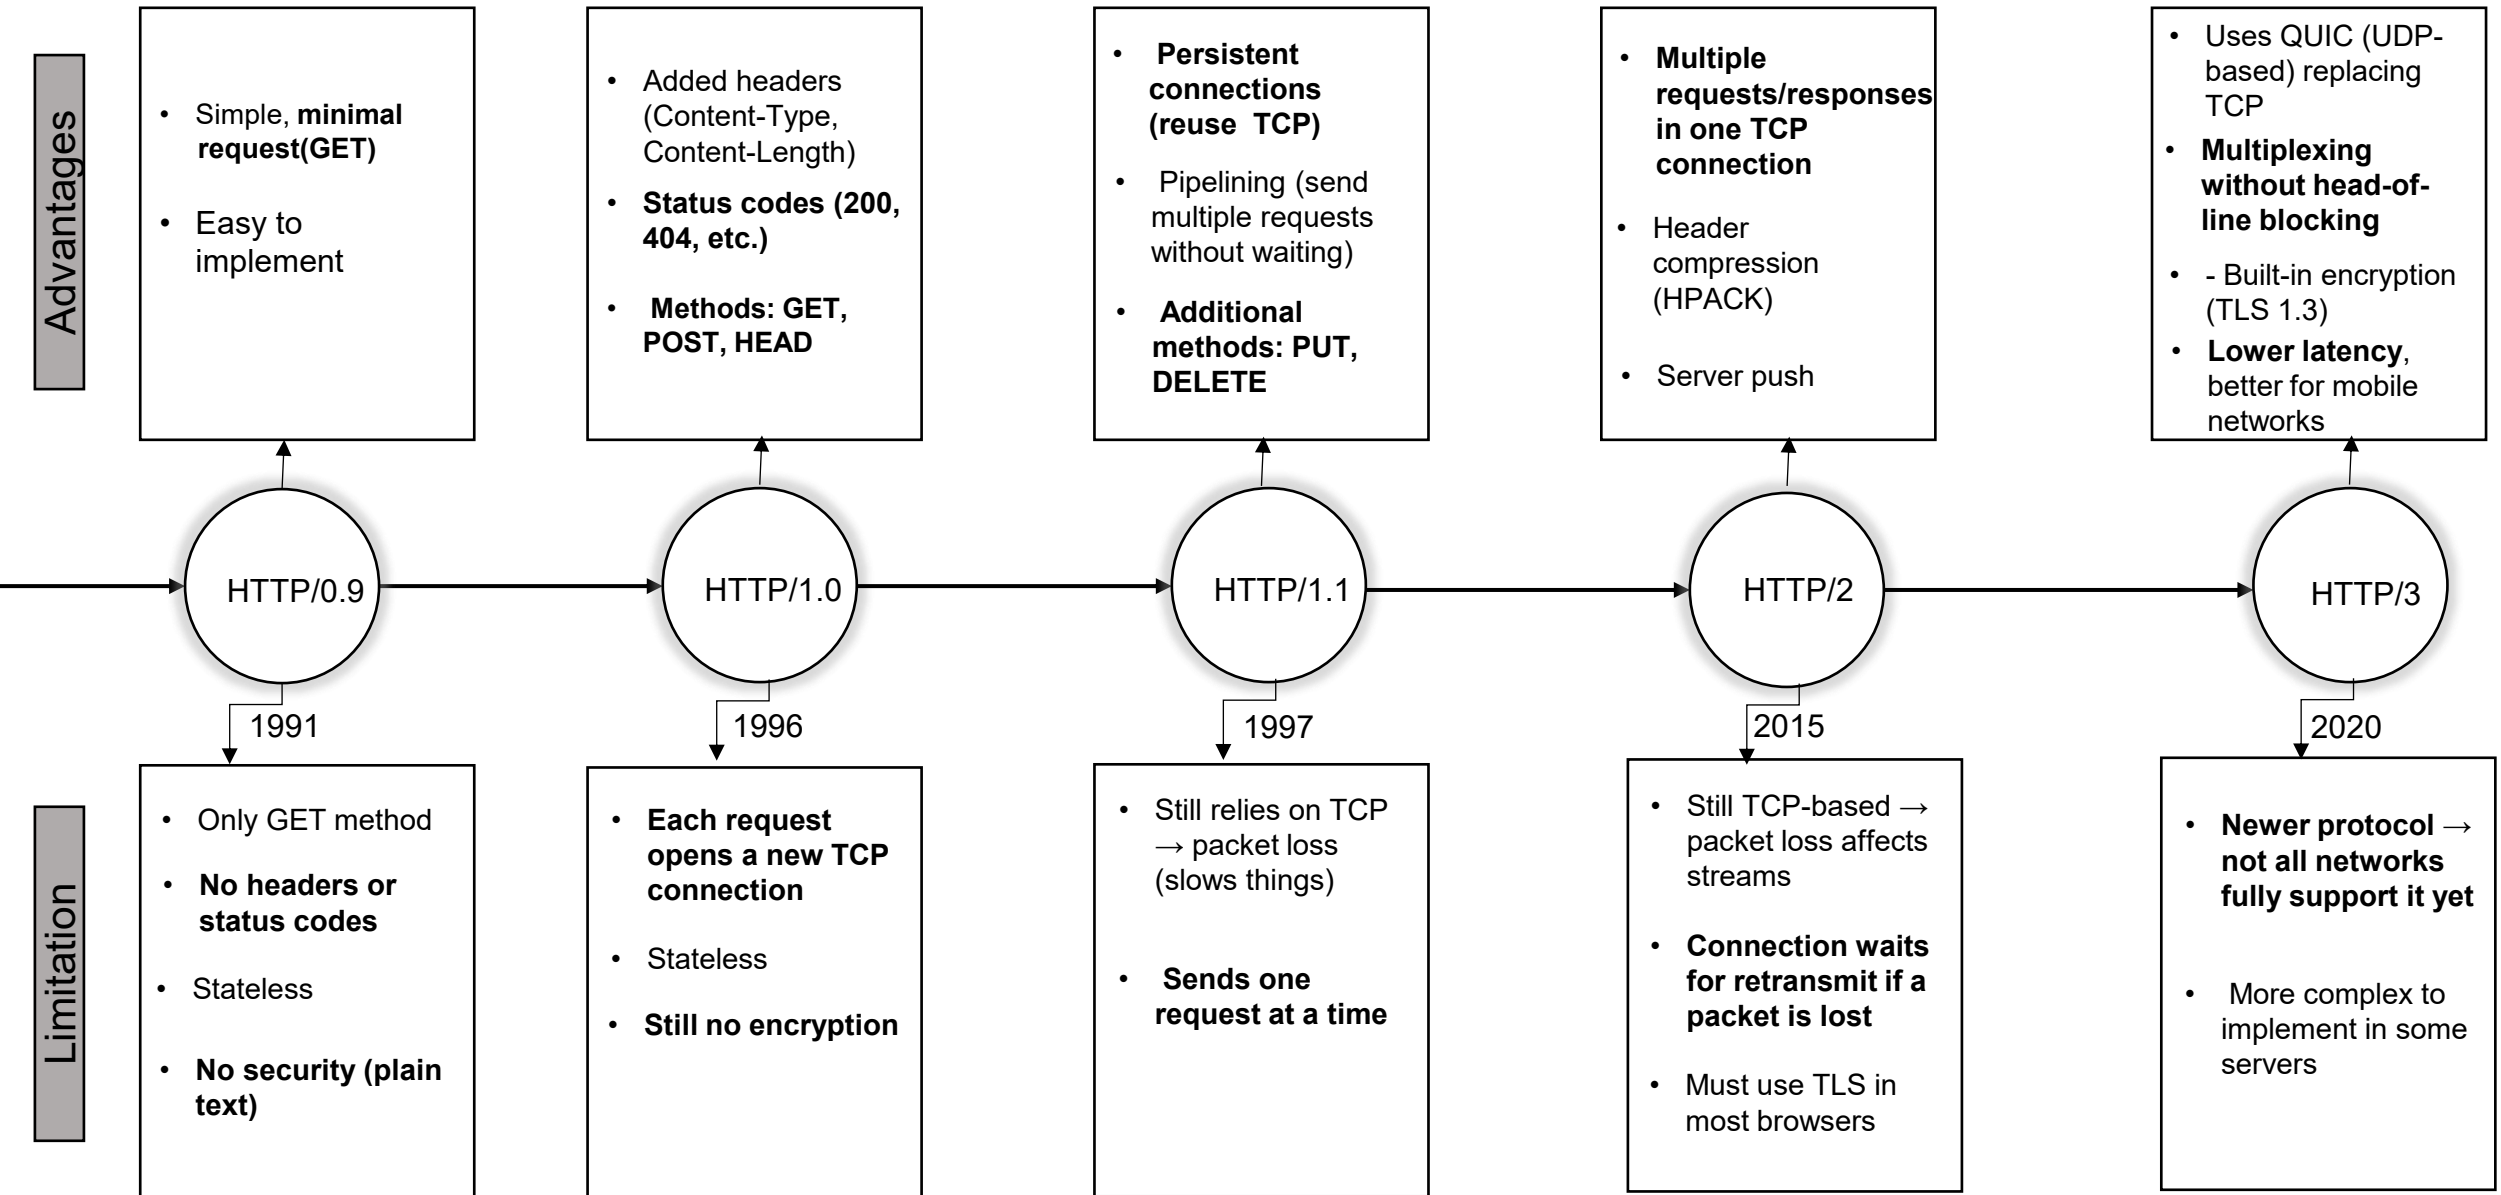 Advantages
• Simple, minimal
request(GET)
• Easy to
implement
• Added headers
(Content-Type,
Content-Length)
• Status codes (200,
404, etc.)
• Methods: GET,
POST, HEAD
• Persistent
connections
(reuse TCP)
• Pipelining (send
multiple requests
without waiting)
• Additional
methods: PUT,
DELETE
• Multiple
requests/responses
in one TCP
connection
• Header
compression
(HPACK)
• Server push
• Uses QUIC (UDP-
based) replacing
TCP
• Multiplexing
without head-of-
line blocking
• - Built-in encryption
(TLS 1.3)
• Lower latency,
better for mobile
networks
HTTP/0.9
HTTP/1.0
HTTP/1.1
HTTP/2
HTTP/3
1991
1996
1997
2015
2020
Limitation
• Only GET method
• No headers or
status codes
• Stateless
• No security (plain
text)
• Each request
opens a new TCP
connection
• Stateless
• Still no encryption
• Still relies on TCP
→ packet loss
(slows things)
• Sends one
request at a time
• Still TCP-based →
packet loss affects
streams
• Connection waits
for retransmit if a
packet is lost
• Must use TLS in
most browsers
• Newer protocol →
not all networks
fully support it yet
• More complex to
implement in some
servers